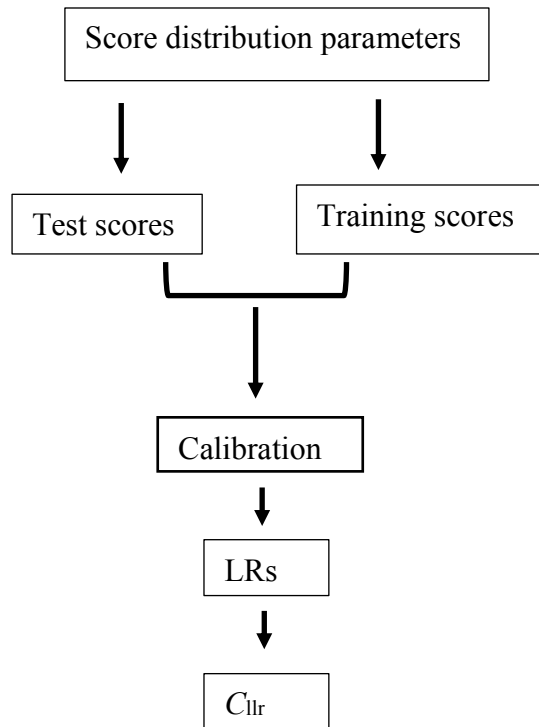 Score distribution parameters
Test scores
Training scores
Calibration
LRs
Cllr